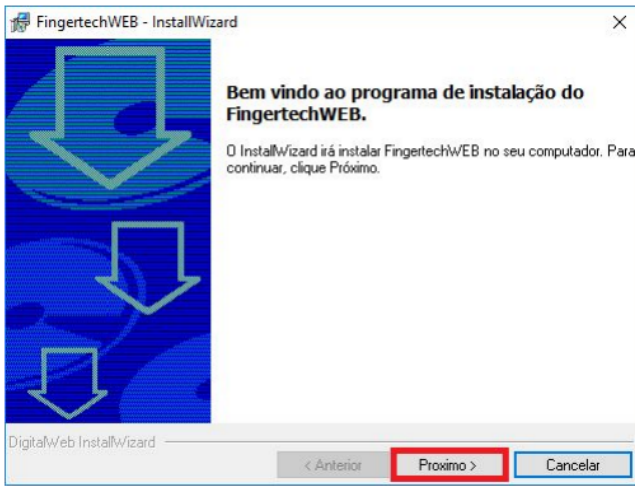 FingertechWEB - InstallWizard
Bem vindo ao programa de instalação do
FingertechWEB.
O InstallWizard irá instalar FingertechWEB no seu computador. Para
continuar, clique Próximo.
DigitalWeb InstallWizard
< Anterior
Proximo >
Cancelar